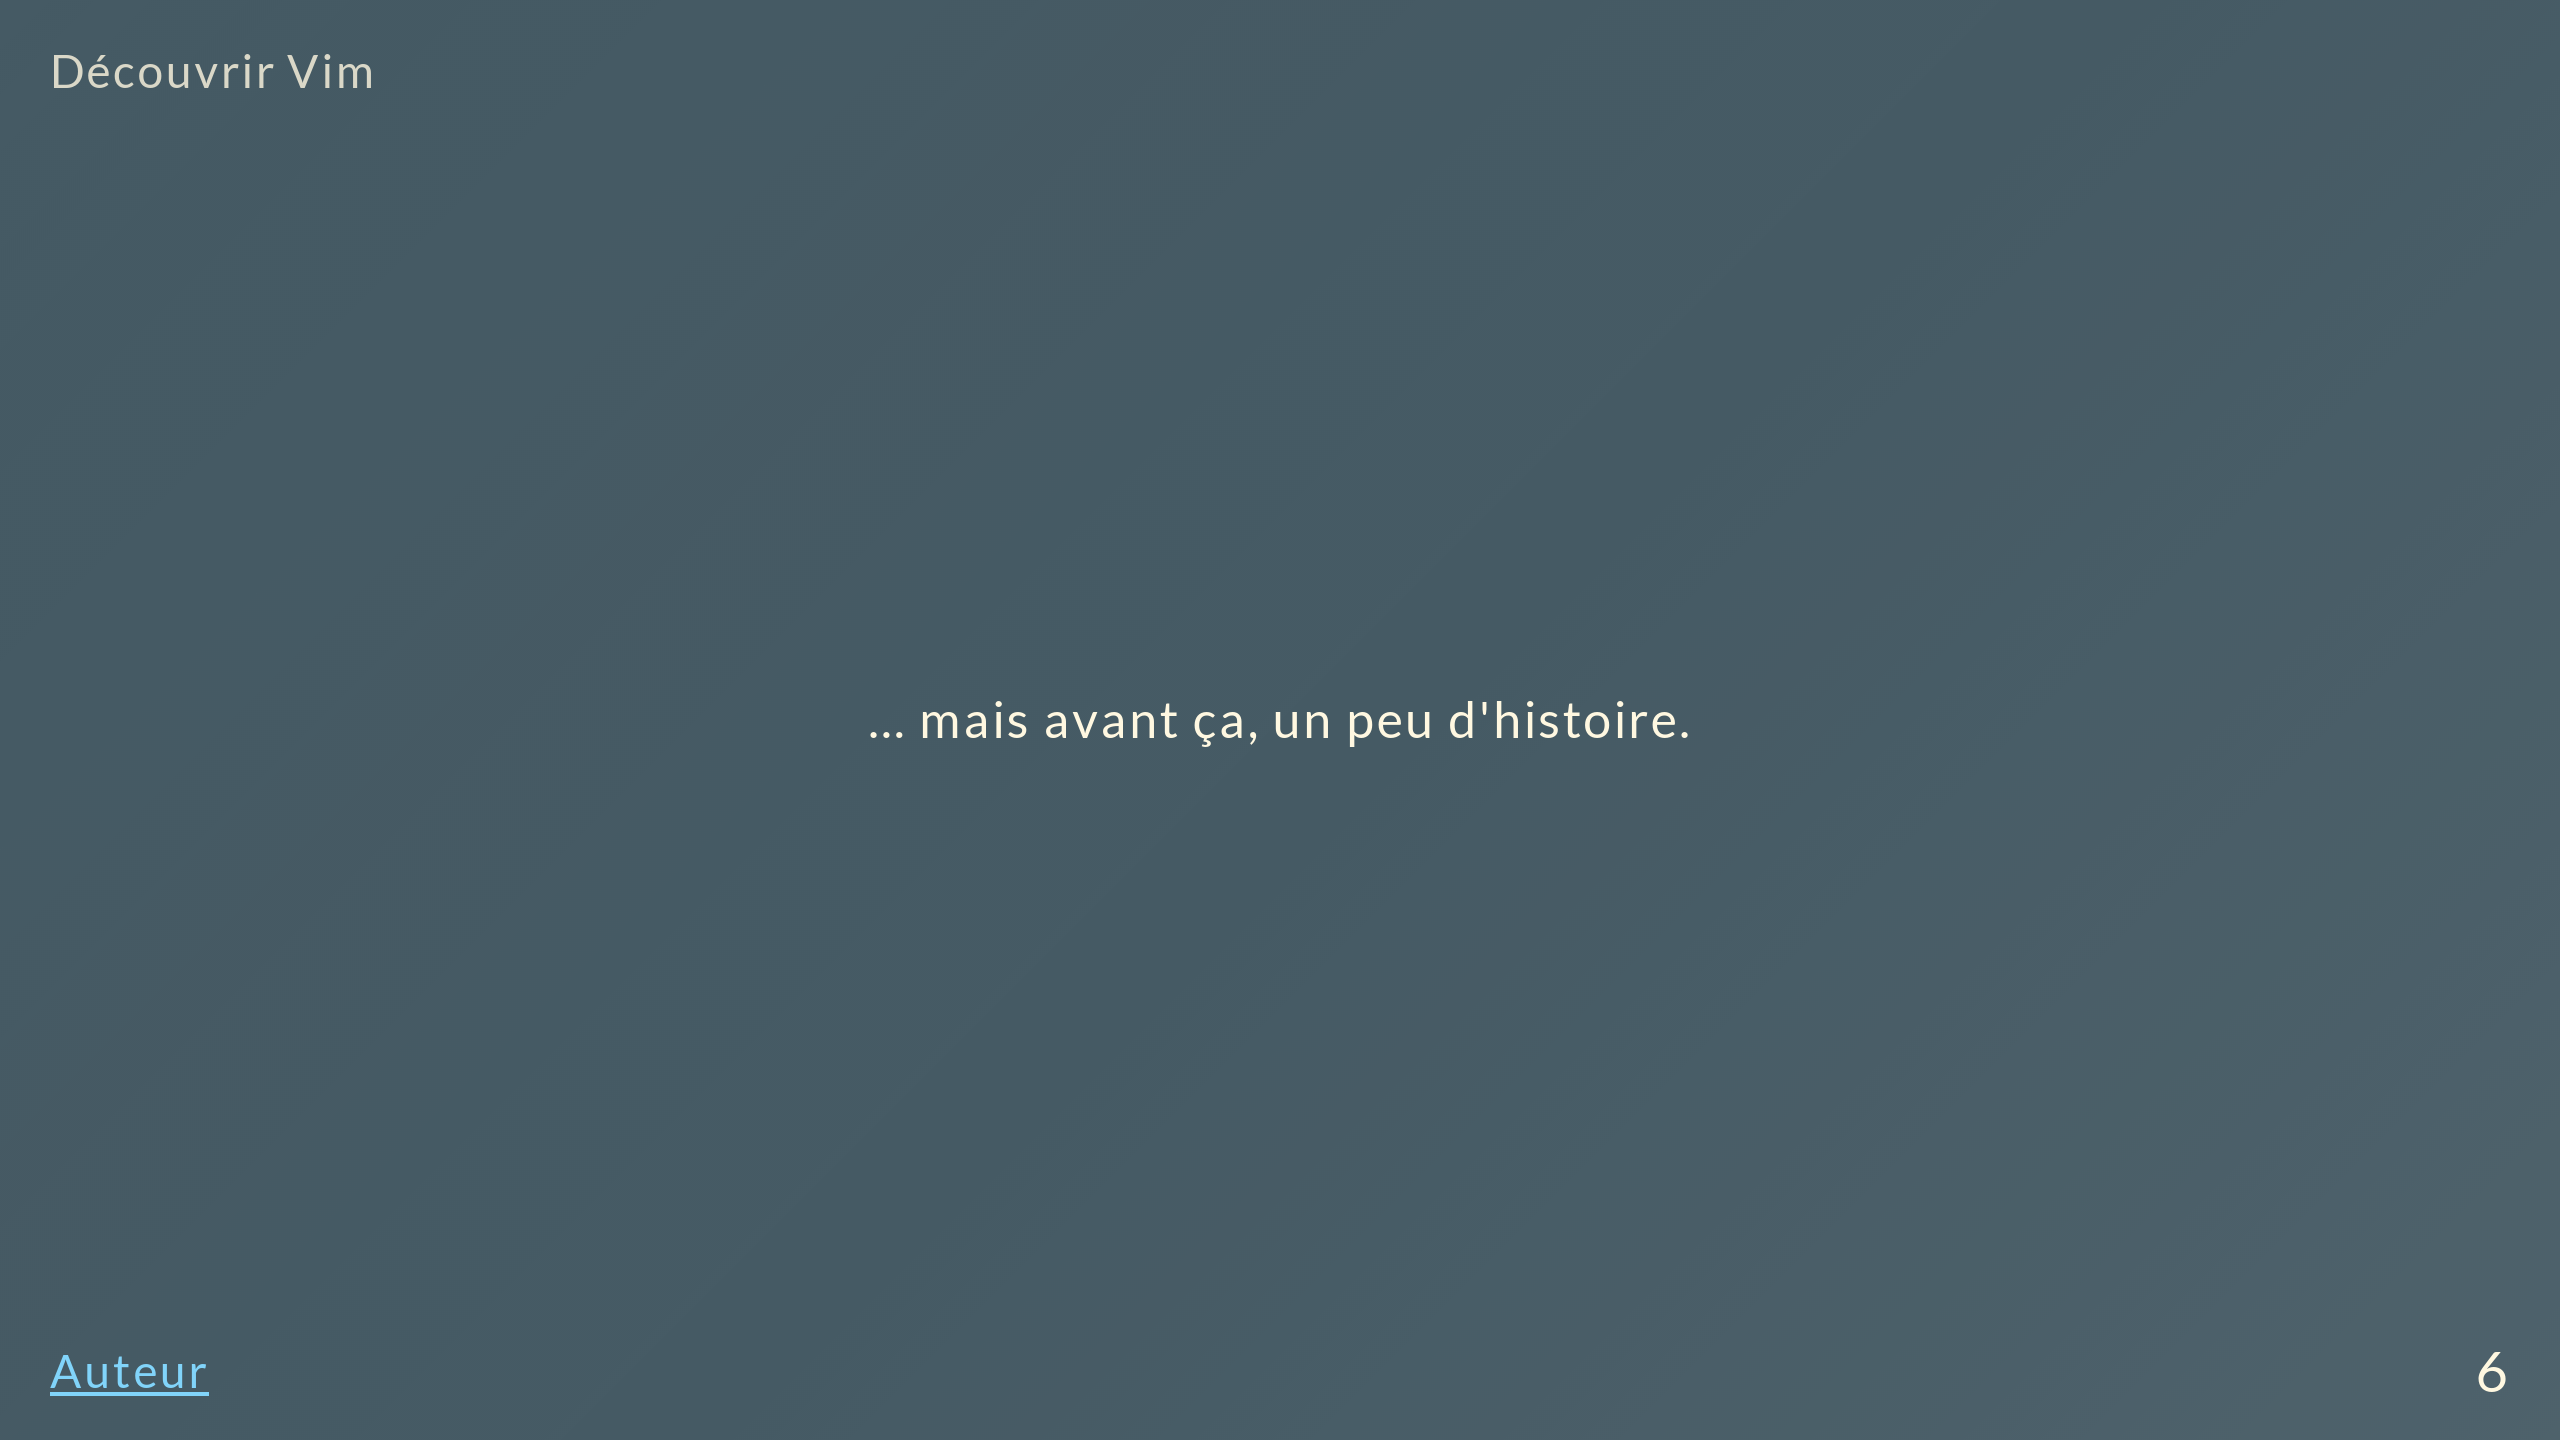 Découvrir Vim
... mais avant ça, un peu d'histoire.
Auteur
6